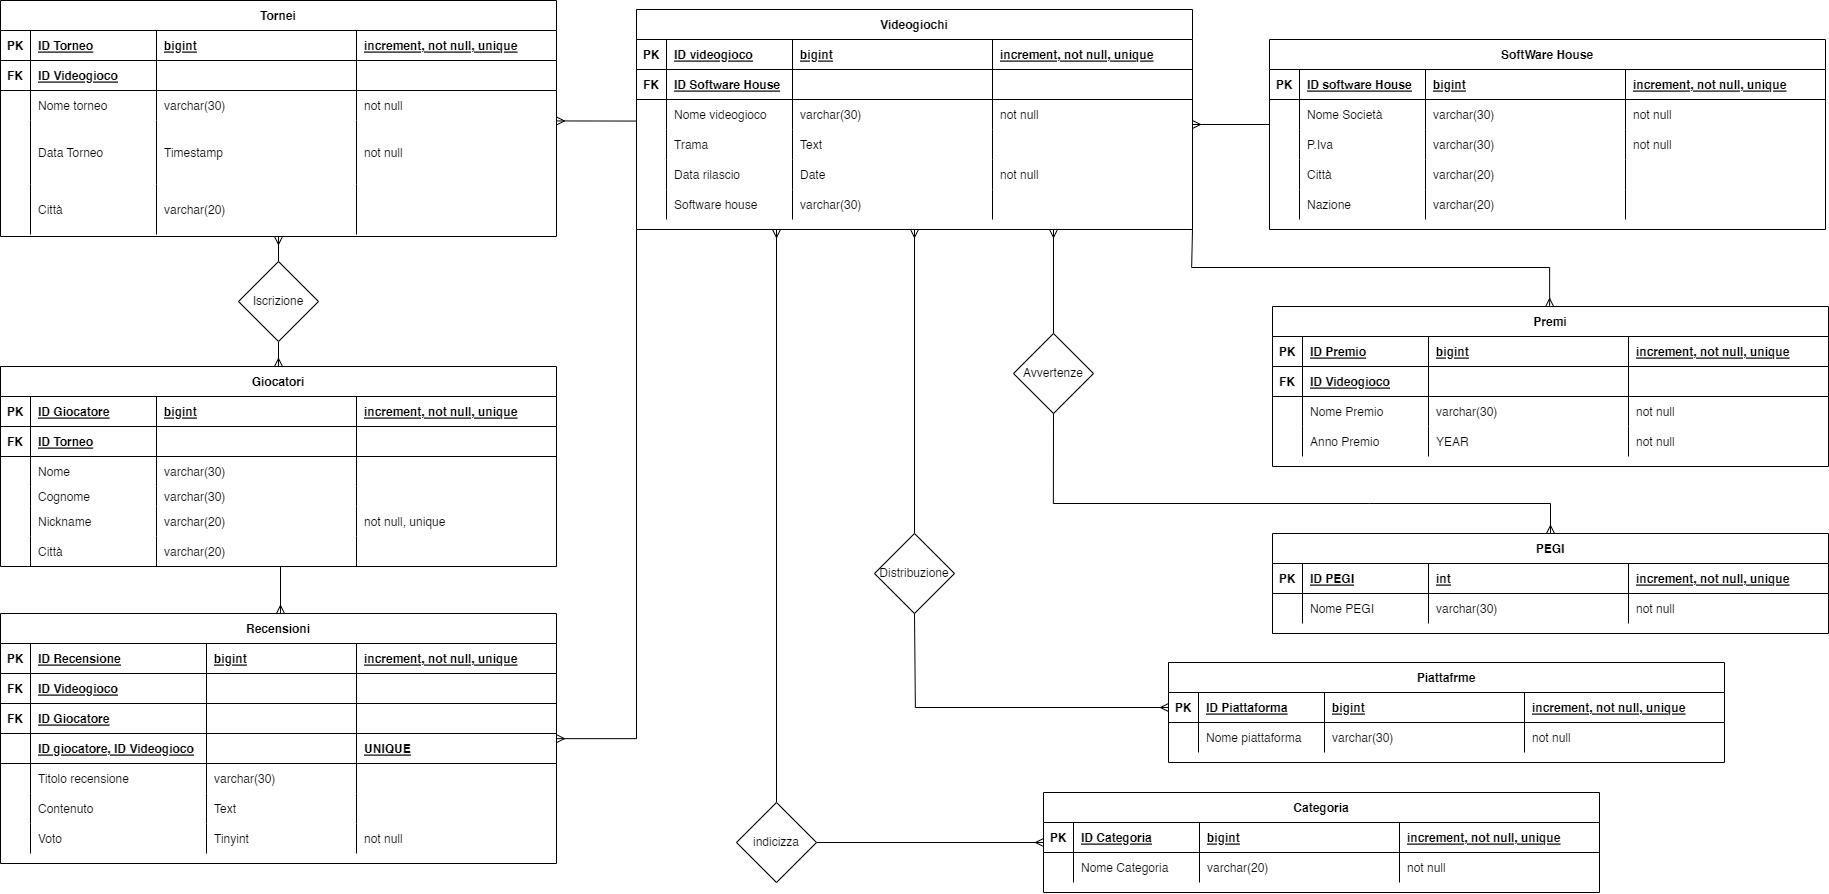 Tornei
PK ID Torneo bigint increment, not null, unique
FK ID Videogioco
Nome torneo varchar(30) not null
Data Torneo Timestamp not null
Città varchar(20)
Iscrizione
Giocatori
PK ID Giocatore bigint increment, not null, unique
FK ID Torneo
Nome varchar(30)
Cognome varchar(30)
Nickname varchar(20) not null, unique
Città varchar(20)
Recensioni
PK ID Recensione bigint increment, not null, unique
FK ID Videogioco
FK ID Giocatore
ID giocatore, ID Videogioco UNIQUE
Titolo recensione varchar(30)
Contenuto Text
Voto Tinyint not null
Videogiochi
PK ID videogioco bigint increment, not null, unique
FK ID Software House
Nome videogioco varchar(30) not null
Trama Text
Data rilascio Date not null
Software house varchar(30)
Avvertenze
Distribuzione
indicizza
SoftWare House
PK ID software House bigint increment, not null, unique
Nome Società varchar(30) not null
P.Iva varchar(30) not null
Città varchar(20)
Nazione varchar(20)
Premi
PK ID Premio bigint increment, not null, unique
FK ID Videogioco
Nome Premio varchar(30) not null
Anno Premio YEAR not null
PEGI
PK ID PEGI int increment, not null, unique
Nome PEGI varchar(30) not null
Piattafrme
PK ID Piattaforma bigint increment, not null, unique
Nome piattaforma varchar(30) not null
Categoria
PK ID Categoria bigint increment, not null, unique
Nome Categoria varchar(20) not null